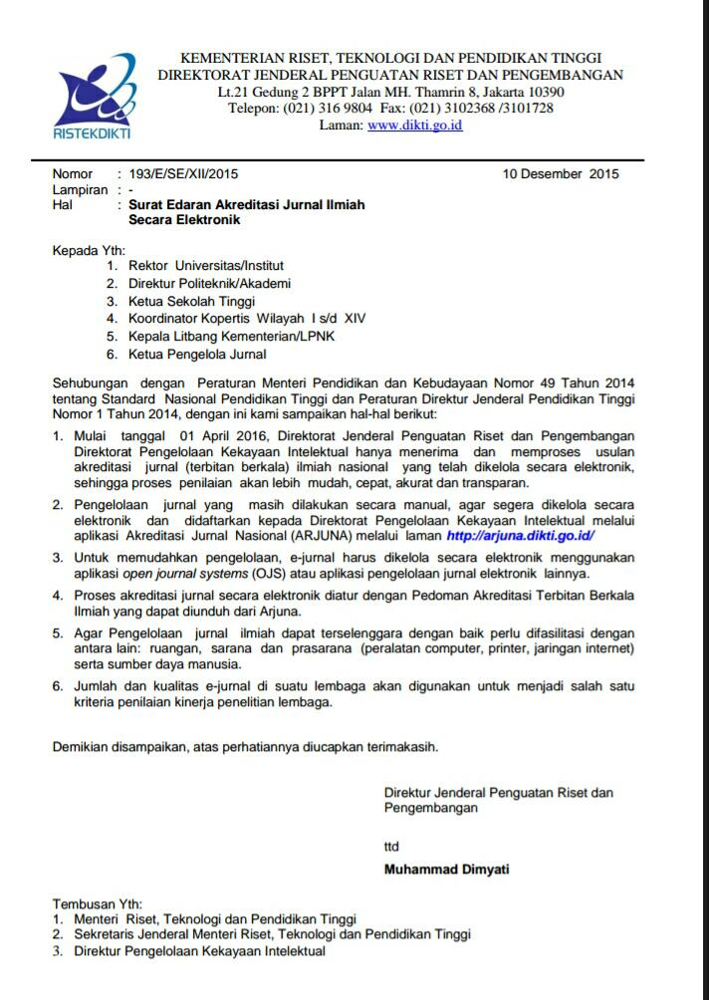 KEMENTERIAN RISET, TEKNOLOGI DAN PENDIDIKAN TINGGI
DIREKTORAT JENDERAL PENGUATAN RISET DAN PENGEMBANGAN
Lt.21 Gedung 2 BPPT Jalan MH. Thamrin 8, Jakarta 10390
Telepon: (021) 316 9804 Fax: (021) 3102368 /3101728
Laman: www.dikti.go.id
RISTEKDIKTI
Nomor : 193/E/SE/XII/2015 10 Desember 2015
Lampiran : -
Hal : Surat Edaran Akreditasi Jurnal Ilmiah
Secara Elektronik
Kepada Yth:
1. Rektor Universitas/Institut
2. Direktur Politeknik/Akademi
3. Ketua Sekolah Tinggi
4. Koordinator Kopertis Wilayah I s/d XIV
5. Kepala Litbang Kementerian/LPNK
6. Ketua Pengelola Jurnal
Sehubungan dengan Peraturan Menteri Pendidikan dan Kebudayaan Nomor 49 Tahun 2014
tentang Standard Nasional Pendidikan Tinggi dan Peraturan Direktur Jenderal Pendidikan Tinggi
Nomor 1 Tahun 2014, dengan ini kami sampaikan hal-hal berikut:
1. Mulai tanggal 01 April 2016, Direktorat Jenderal Penguatan Riset dan Pengembangan
Direktorat Pengelolaan Kekayaan Intelektual hanya menerima dan memproses usulan
akreditasi jurnal (terbitan berkala) ilmiah nasional yang telah dikelola secara elektronik,
sehingga proses penilaian akan lebih mudah, cepat, akurat dan transparan.
2. Pengelolaan jurnal yang masih dilakukan secara manual, agar segera dikelola secara
elektronik dan didaftarkan kepada Direktorat Pengelolaan Kekayaan Intelektual melalui
aplikasi Akreditasi Jurnal Nasional (ARJUNA) melalui laman http://arjuna.dikti.go.id/
3. Untuk memudahkan pengelolaan, e-jurnal harus dikelola secara elektronik menggunakan
aplikasi open journal systems (OJS) atau aplikasi pengelolaan jurnal elektronik lainnya.
4. Proses akreditasi jurnal secara elektronik diatur dengan Pedoman Akreditasi Terbitan Berkala
Ilmiah yang dapat diunduh dari Arjuna.
5. Agar Pengelolaan jurnal ilmiah dapat terselenggara dengan baik perlu difasilitasi dengan
antara lain: ruangan, sarana dan prasarana (peralatan computer, printer, jaringan internet)
serta sumber daya manusia.
6. Jumlah dan kualitas e-jurnal di suatu lembaga akan digunakan untuk menjadi salah satu
kriteria penilaian kinerja penelitian lembaga.
Demikian disampaikan, atas perhatiannya diucapkan terimakasih.
Direktur Jenderal Penguatan Riset dan
Pengembangan
ttd
Muhammad Dimyati
Tembusan Yth:
1. Menteri Riset, Teknologi dan Pendidikan Tinggi
2. Sekretaris Jenderal Menteri Riset, Teknologi dan Pendidikan Tinggi
3. Direktur Pengelolaan Kekayaan Intelektual